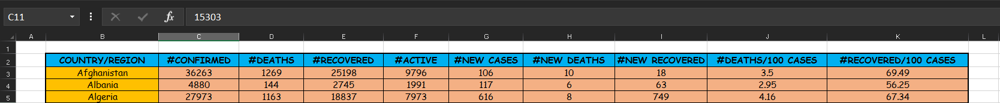 C11 fx 15303
A B C D E F G H I J K L
1
2 COUNTRY/REGION #CONFIRMED #DEATHS #RECOVERED #ACTIVE #NEW CASES #NEW DEATHS #NEW RECOVERED #DEATHS/100 CASES #RECOVERED/100 CASES
3 Afghanistan 36263 1269 25198 9796 106 10 18 3.5 69.49
4 Albania 4880 144 2745 1991 117 6 63 2.95 56.25
5 Algeria 27973 1163 18837 7973 616 8 749 4.16 67.34